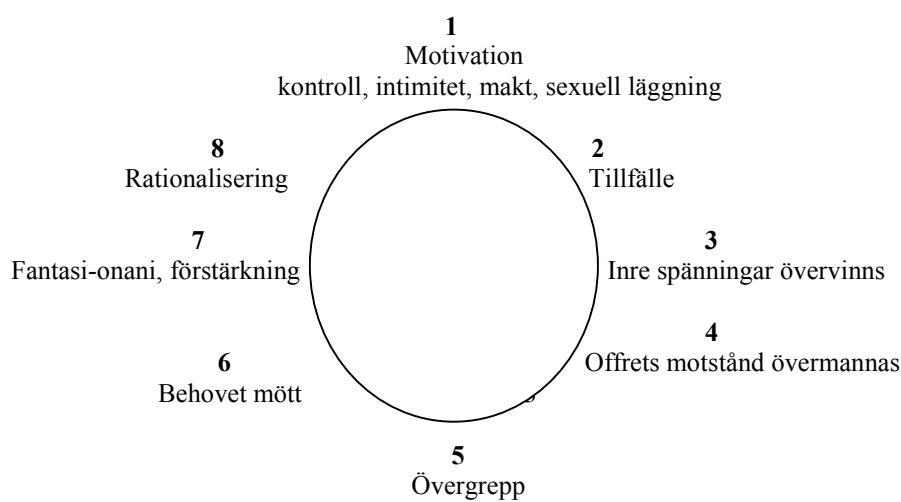 1
Motivation
kontroll, intimitet, makt, sexuell läggning
2
Tillfälle
3
Inre spänningar övervinns
4
Offrets motstånd övermannas
5
Övergrepp
6
Behovet mött
7
Fantasi-onani, förstärkning
8
Rationalisering